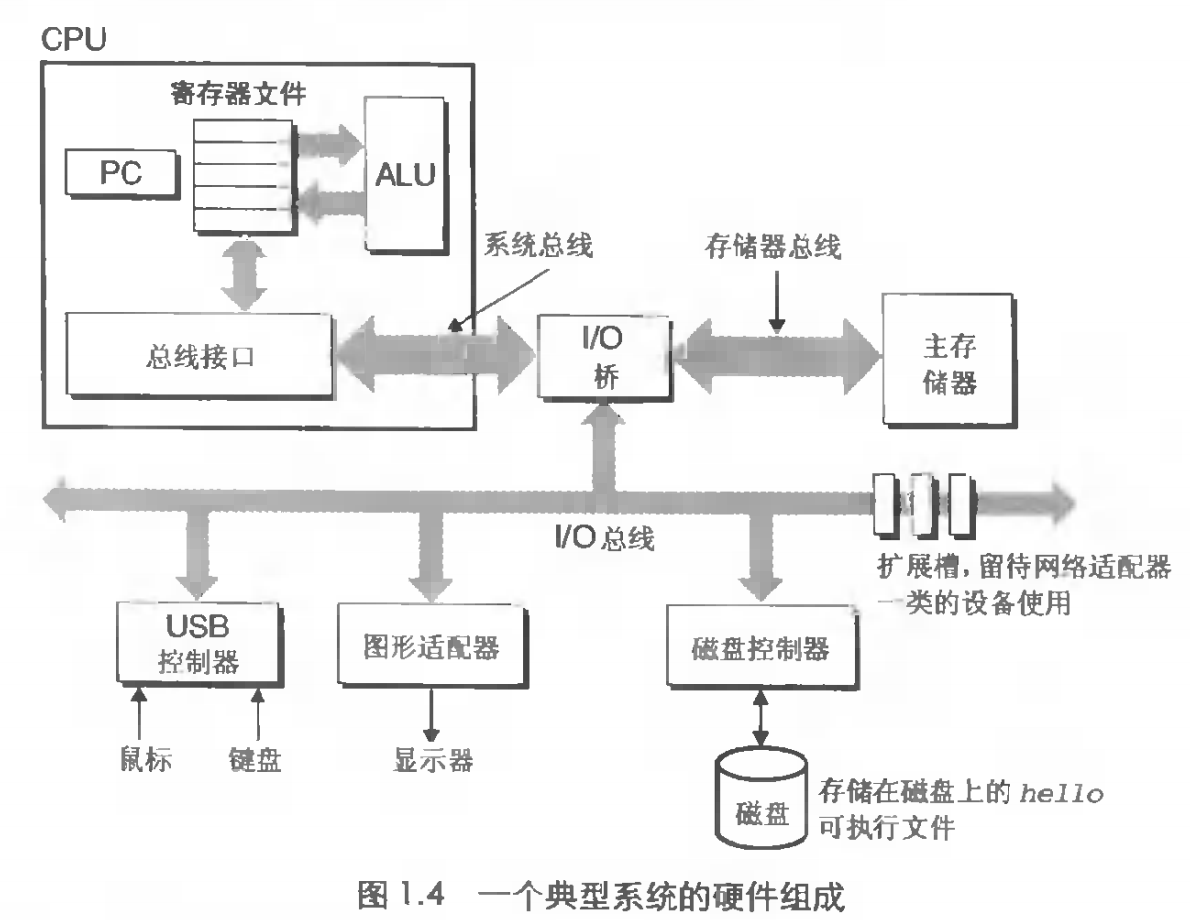 CPU
寄存器文件
PC
ALU
系统总线
存储器总线
总线接口
I/O
桥
主存
储器
I/O 总线
扩展槽,留待网络适配器
一类的设备使用
USB
控制器
图形适配器
磁盘控制器
鼠标
键盘
显示器
磁盘
存储在磁盘上的 hello
可执行文件
图 1.4 一个典型系统的硬件组成